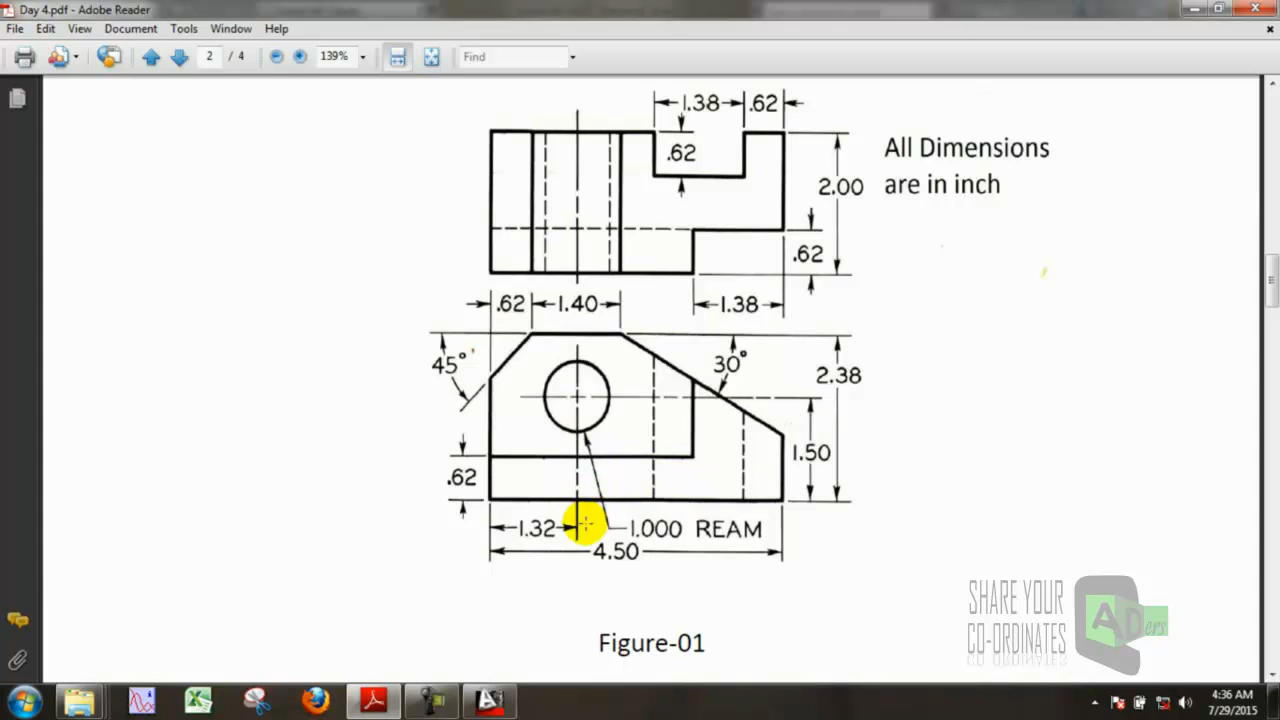 Day 4.pdf - Adobe Reader
File Edit View Document Tools Window Help
2 / 4 139% Find
1.38 .62
.62
2.00
.62
All Dimensions
are in inch
.62 1.40 1.38
45°
30°
2.38
1.50
.62
1.32 1.000 REAM
4.50
SHARE YOUR
CO-ORDINATES
CADers
Figure-01
4:36 AM
7/29/2015